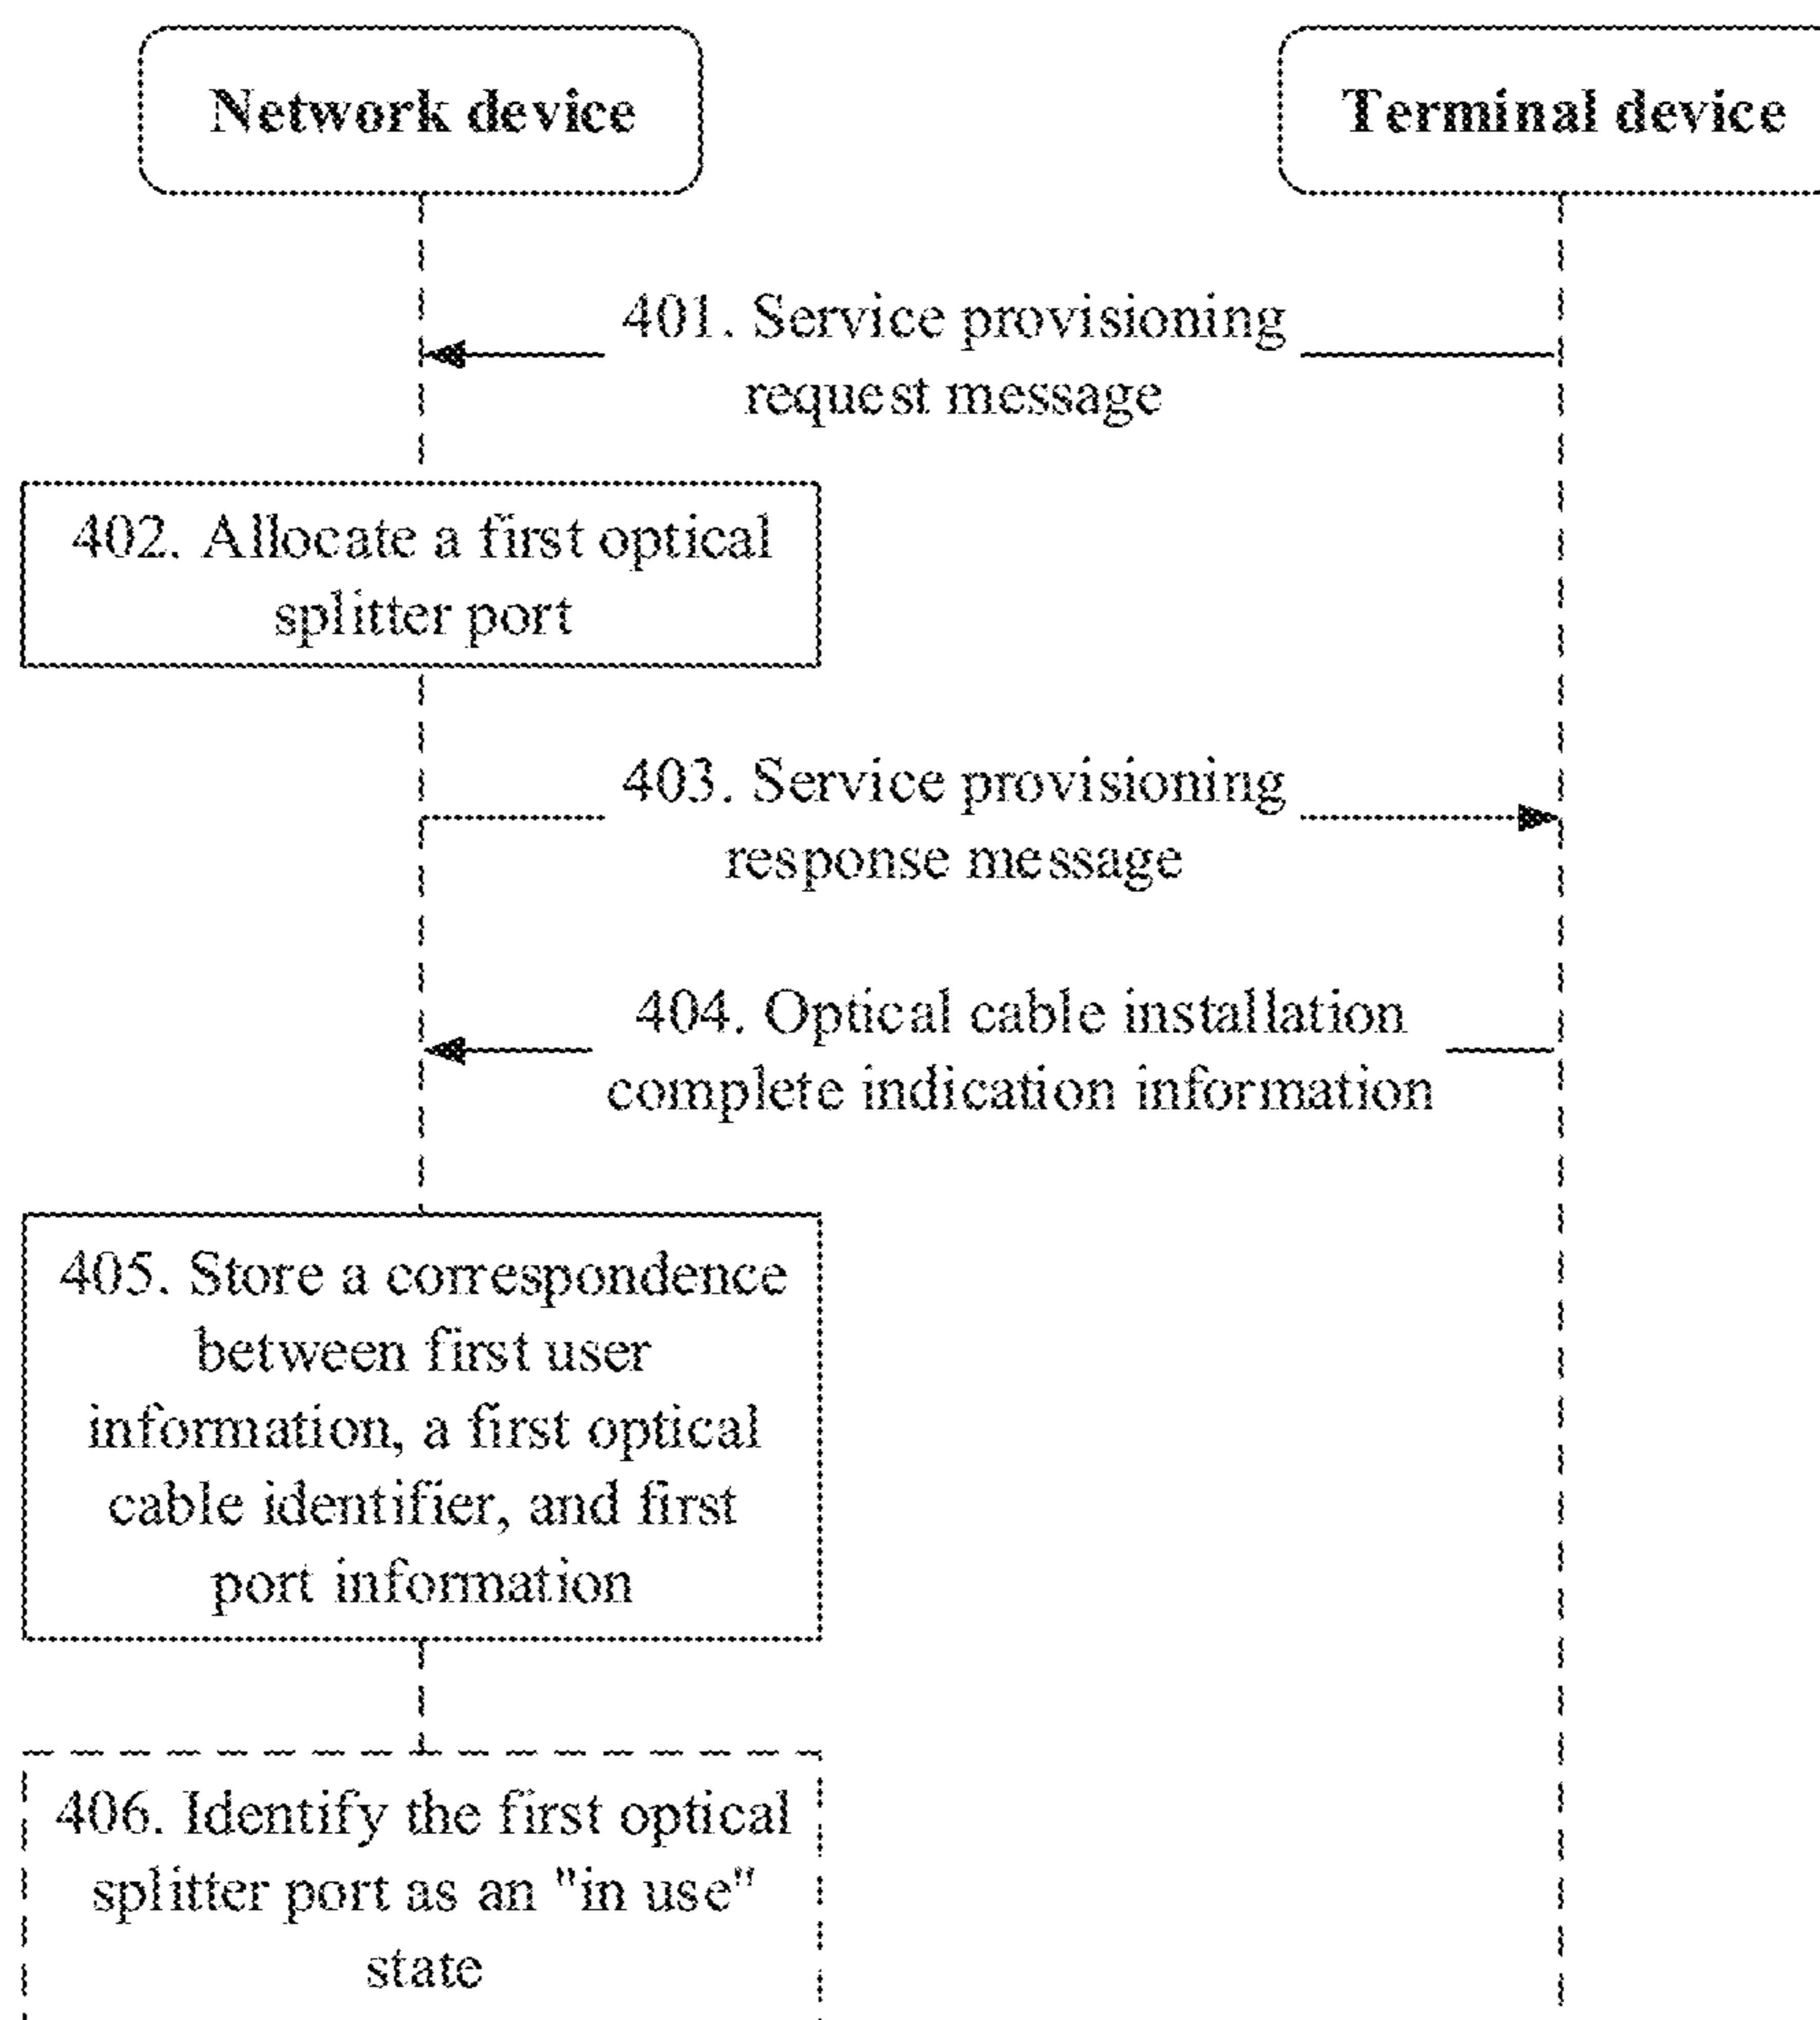 Network device
Terminal device
401. Service provisioning
request message
402. Allocate a first optical
splitter port
403. Service provisioning
response message
404. Optical cable installation
complete indication information
405. Store a correspondence
between first user
information, a first optical
cable identifier, and first
port information
406. Identify the first optical
splitter port as an "in use"
state